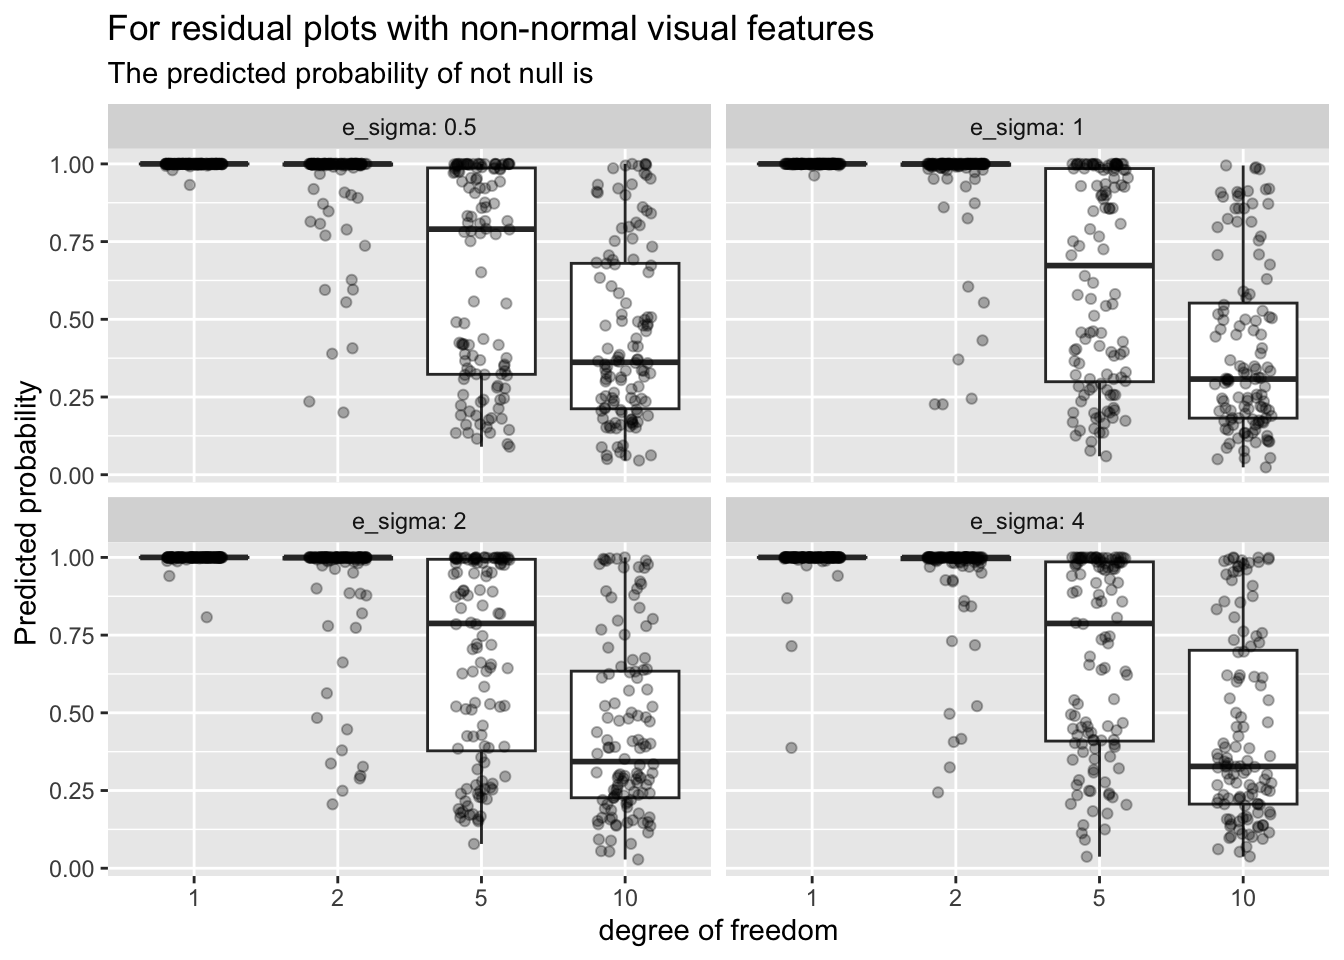 For residual plots with non-normal visual features
The predicted probability of not null is
e_sigma: 0.5
e_sigma: 1
1.00
0.75
0.50
0.25
0.00
e_sigma: 2
e_sigma: 4
1.00
0.75
0.50
0.25
0.00
Predicted probability
1 2 5 10
1 2 5 10
degree of freedom